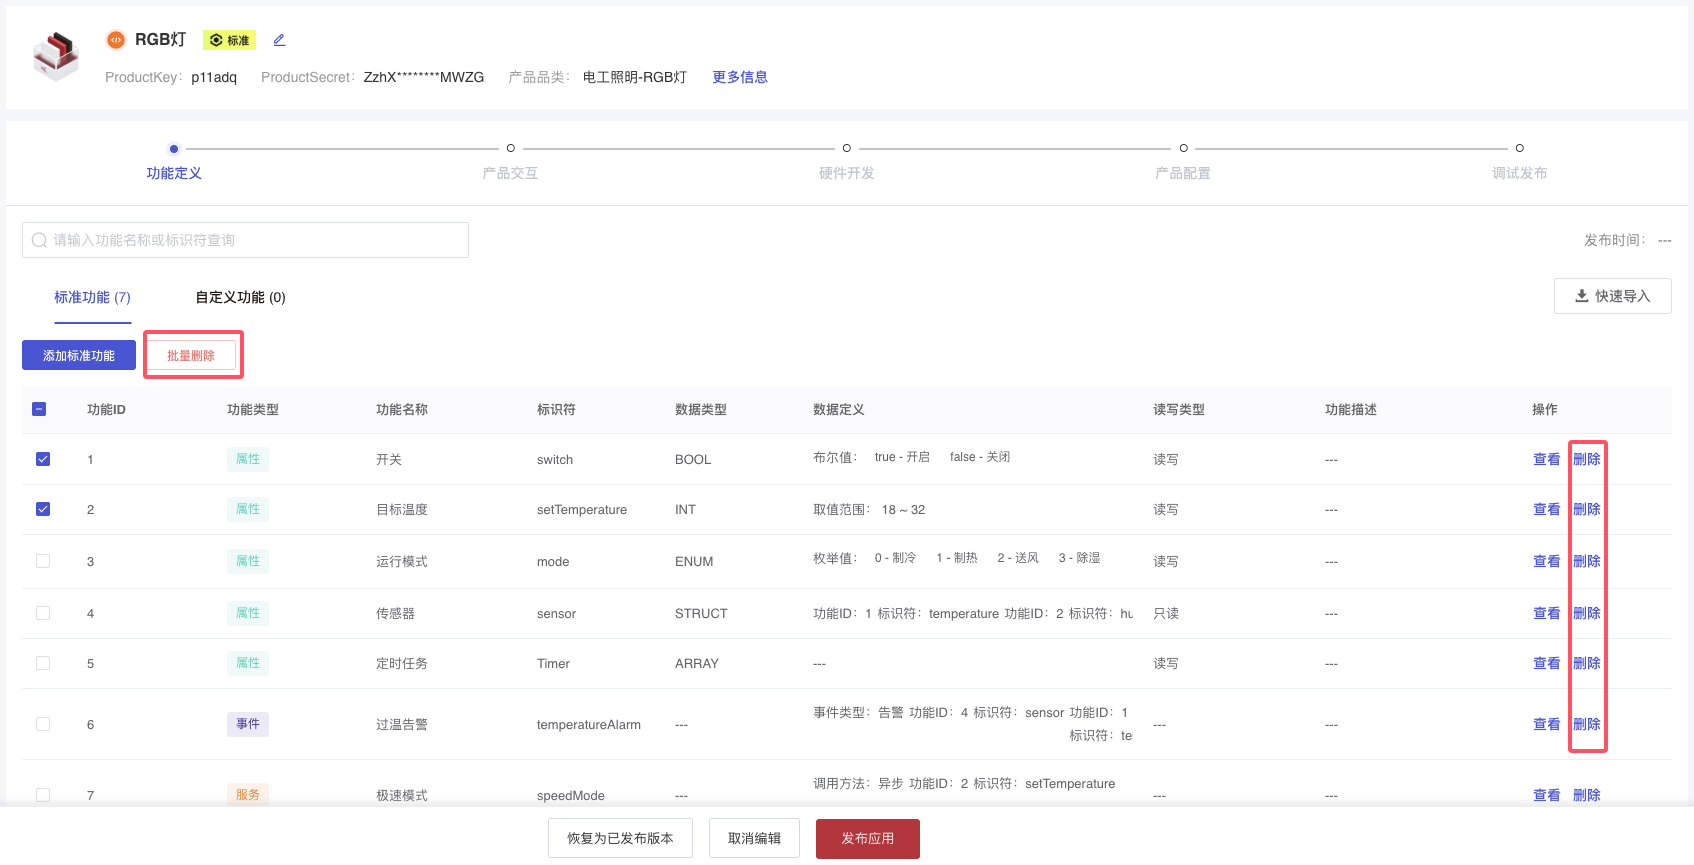 RGB灯 标准
ProductKey： p11adq ProductSecret： ZzhX********MWZG 产品品类： 电工照明-RGB灯 更多信息
功能定义 产品交互 硬件开发 产品配置 调试发布
请输入功能名称或标识符查询 发布时间： ---
标准功能 (7) 自定义功能 (0) 快速导入
添加标准功能 批量删除
功能ID 功能类型 功能名称 标识符 数据类型 数据定义 读写类型 功能描述 操作
1 属性 开关 switch BOOL 布尔值： true - 开启 false - 关闭 读写 --- 查看 删除
2 属性 目标温度 setTemperature INT 取值范围： 18 ~ 32 读写 --- 查看 删除
3 属性 运行模式 mode ENUM 枚举值： 0 - 制冷 1 - 制热 2 - 送风 3 - 除湿 读写 --- 查看 删除
4 属性 传感器 sensor STRUCT 功能ID：1 标识符：temperature 功能ID：2 标识符：hu 只读 --- 查看 删除
5 属性 定时任务 Timer ARRAY --- 读写 --- 查看 删除
6 事件 过温告警 temperatureAlarm --- 事件类型：告警 功能ID：4 标识符：sensor 功能ID：1 --- --- 查看 删除
标识符：te
7 服务 极速模式 speedMode --- 调用方法：异步 功能ID：2 标识符：setTemperature --- --- 查看 删除
恢复为已发布版本 取消编辑 发布应用